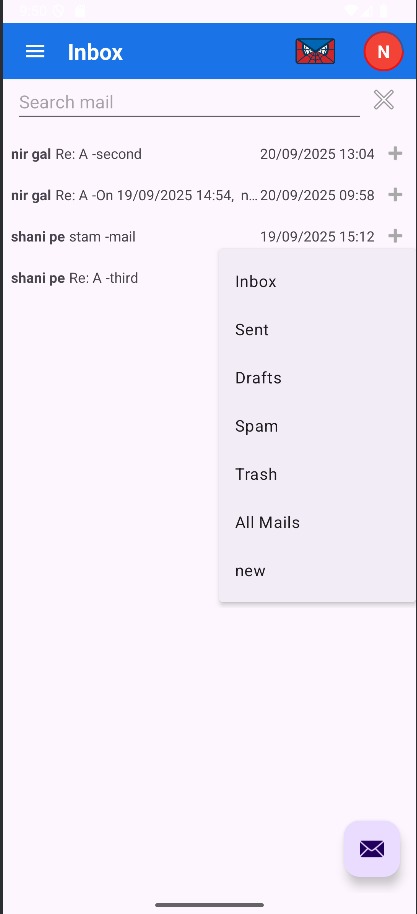 Inbox
N
Search mail
nir gal Re: A -second 20/09/2025 13:04
nir gal Re: A -On 19/09/2025 14:54, n... 20/09/2025 09:58
shani pe stam -mail 19/09/2025 15:12
shani pe Re: A -third
Inbox
Sent
Drafts
Spam
Trash
All Mails
new